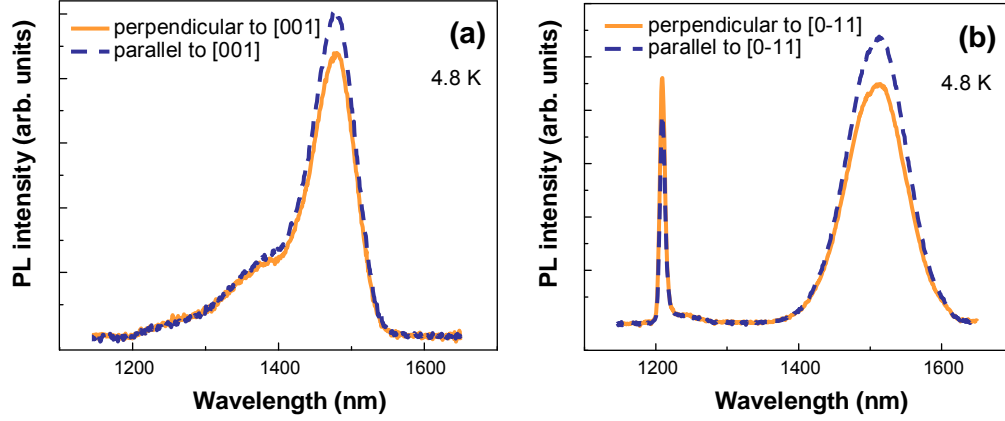 perpendicular to [001]
parallel to [001]
(a)
4.8 K
PL intensity (arb. units)
1200
1400
1600
Wavelength (nm)
perpendicular to [0-11]
parallel to [0-11]
(b)
4.8 K
PL intensity (arb. units)
1200
1400
1600
Wavelength (nm)